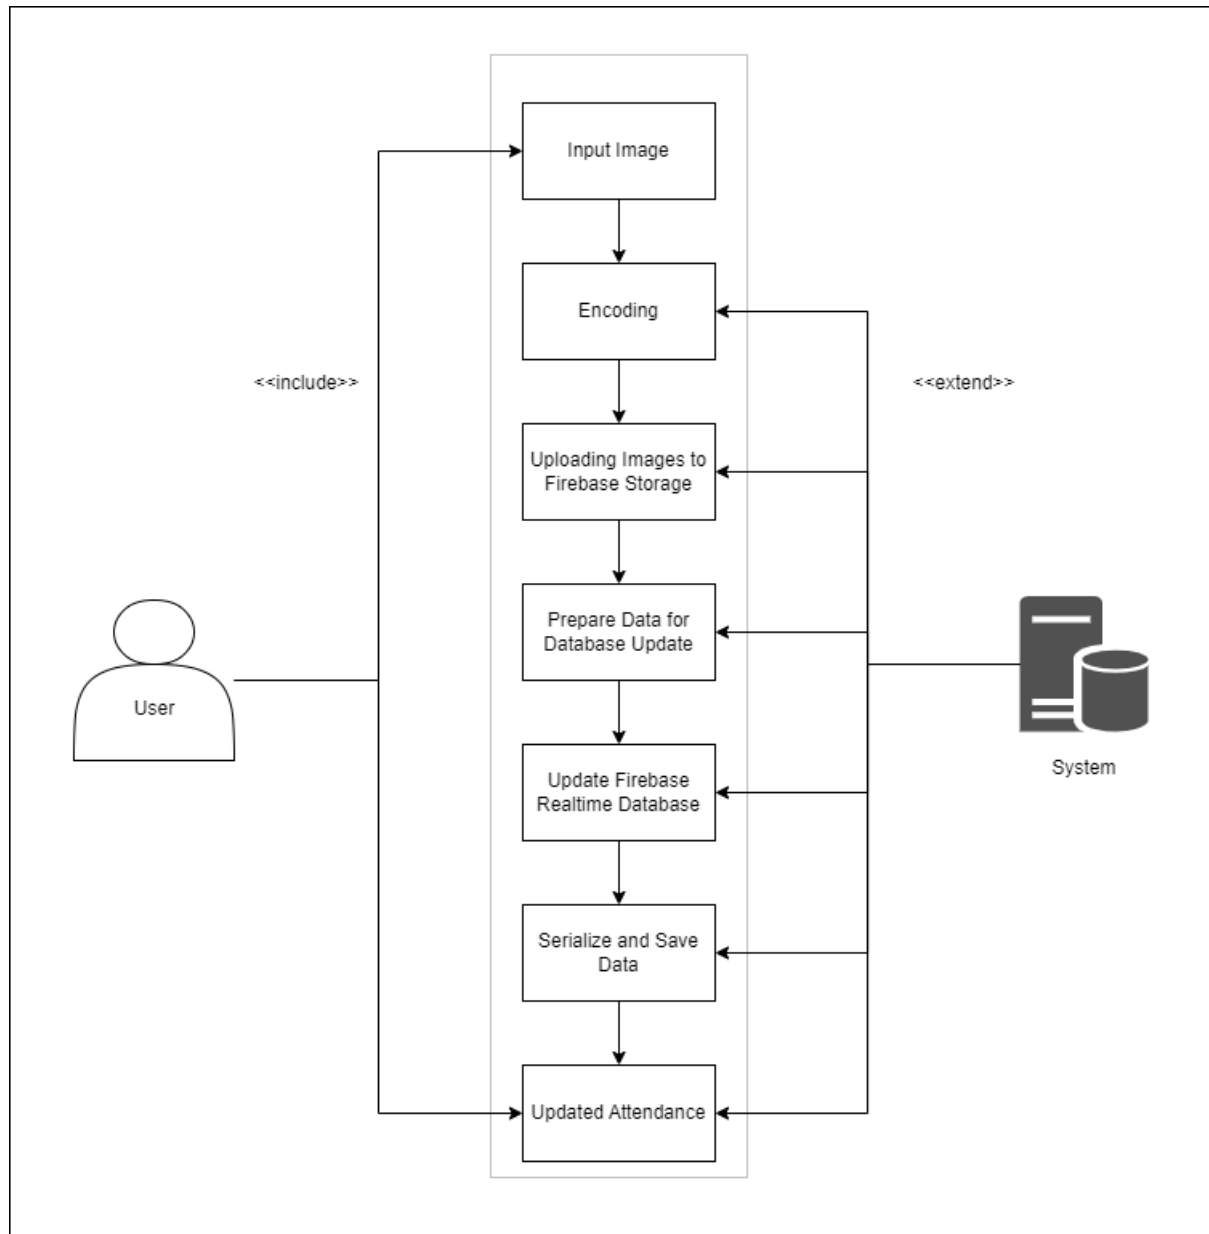 Input Image
Encoding
<<include>>
<<extend>>
Uploading Images to
Firebase Storage
Prepare Data for
Database Update
User
System
Update Firebase
Realtime Database
Serialize and Save
Data
Updated Attendance